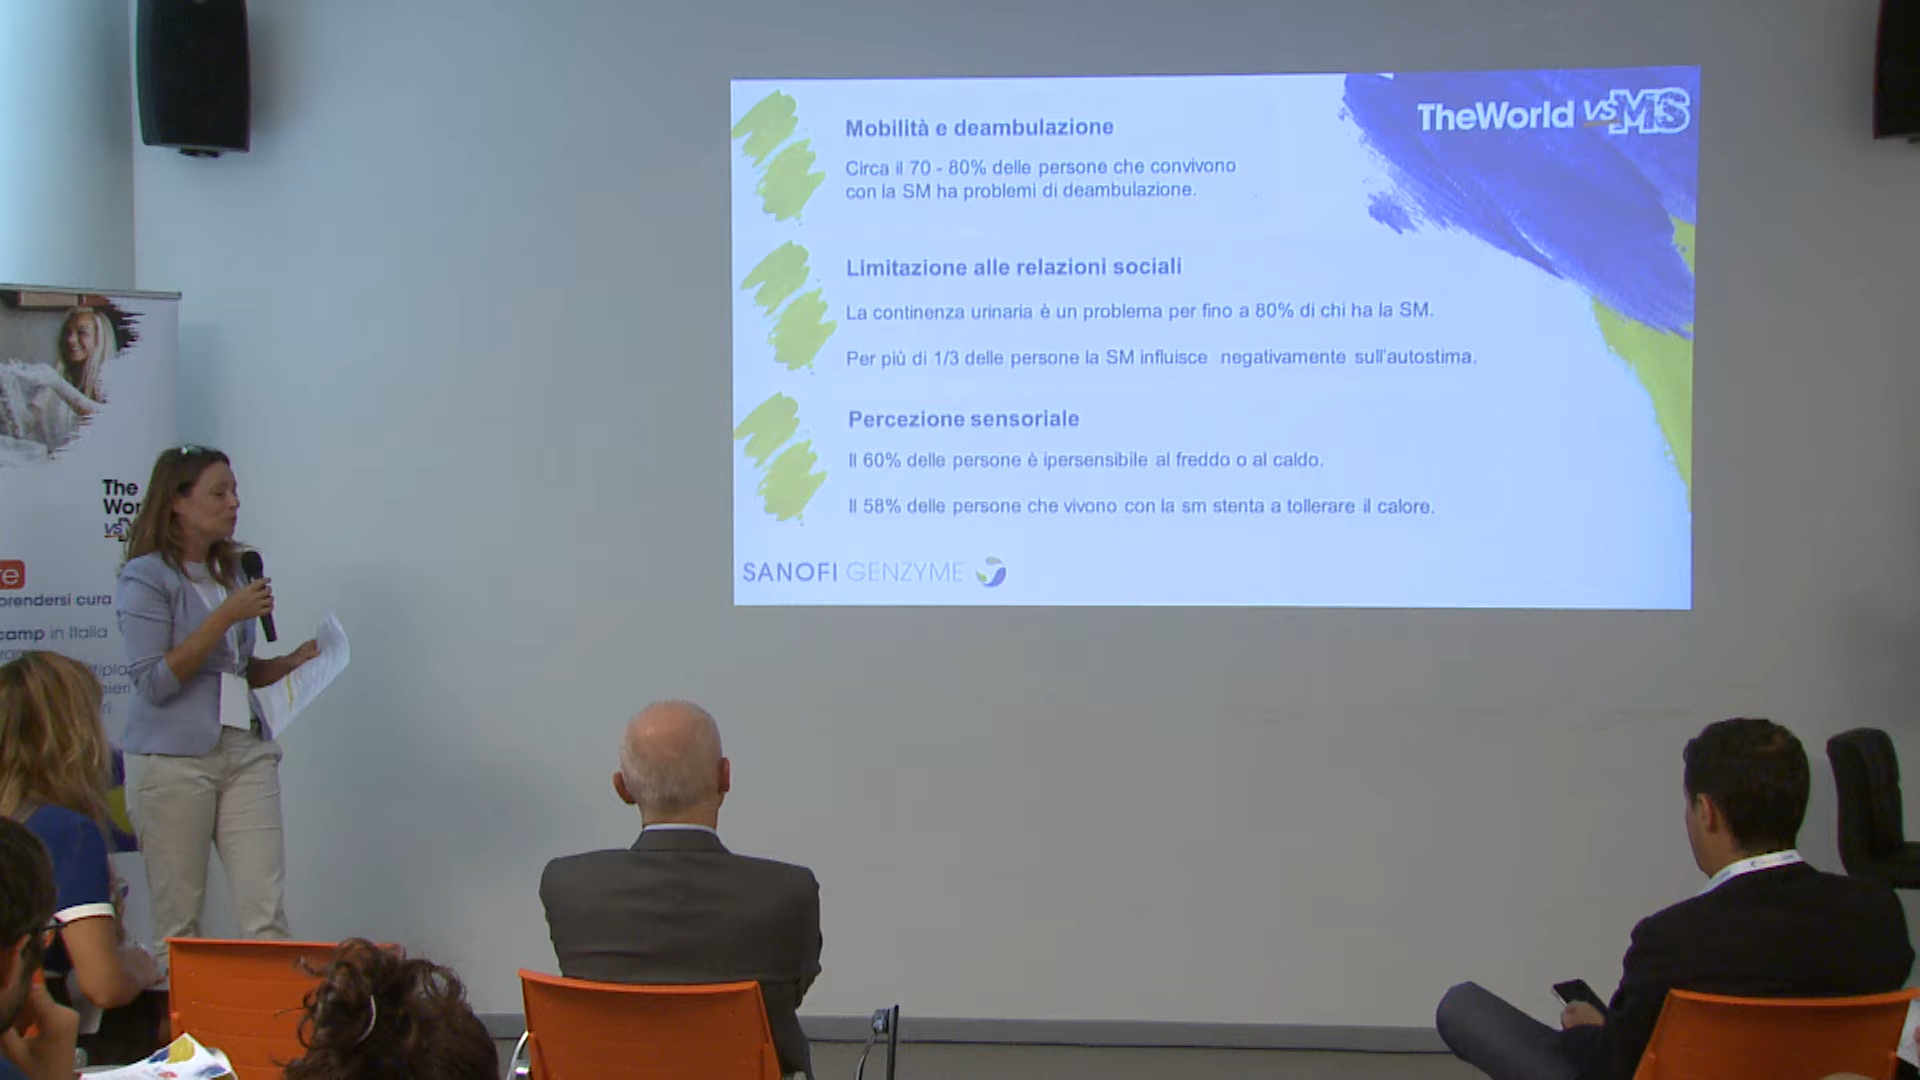 TheWorld vs MS
Mobilità e deambulazione
Circa il 70 - 80% delle persone che convivono
con la SM ha problemi di deambulazione.
Limitazione alle relazioni sociali
La continenza urinaria è un problema per fino a 80% di chi ha la SM.
Per più di 1/3 delle persone la SM influisce negativamente sull'autostima.
Percezione sensoriale
Il 60% delle persone è ipersensibile al freddo o al caldo.
Il 58% delle persone che vivono con la sm stenta a tollerare il calore.
SANOFI GENZYME
The
Wor
vs
re
prendersi cura
camp in Italia